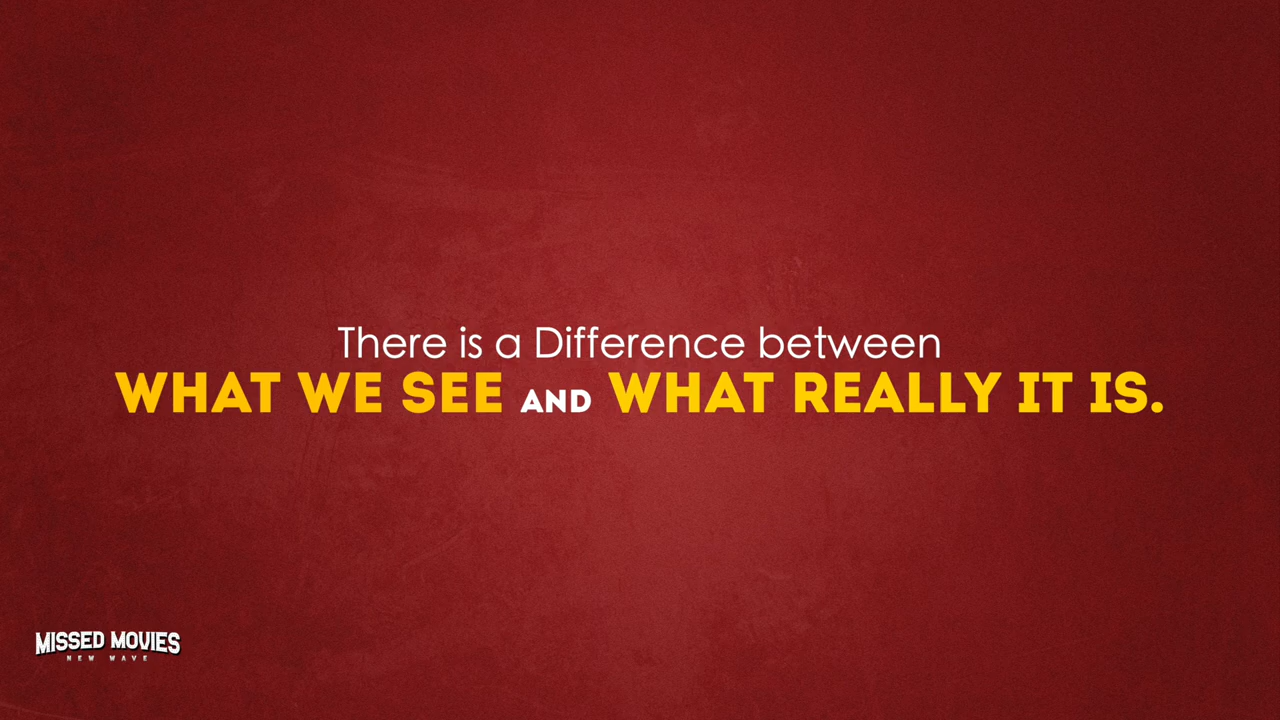 There is a Difference between
WHAT WE SEE AND WHAT REALLY IT IS.
MISSED MOVIES
NEW WAVE